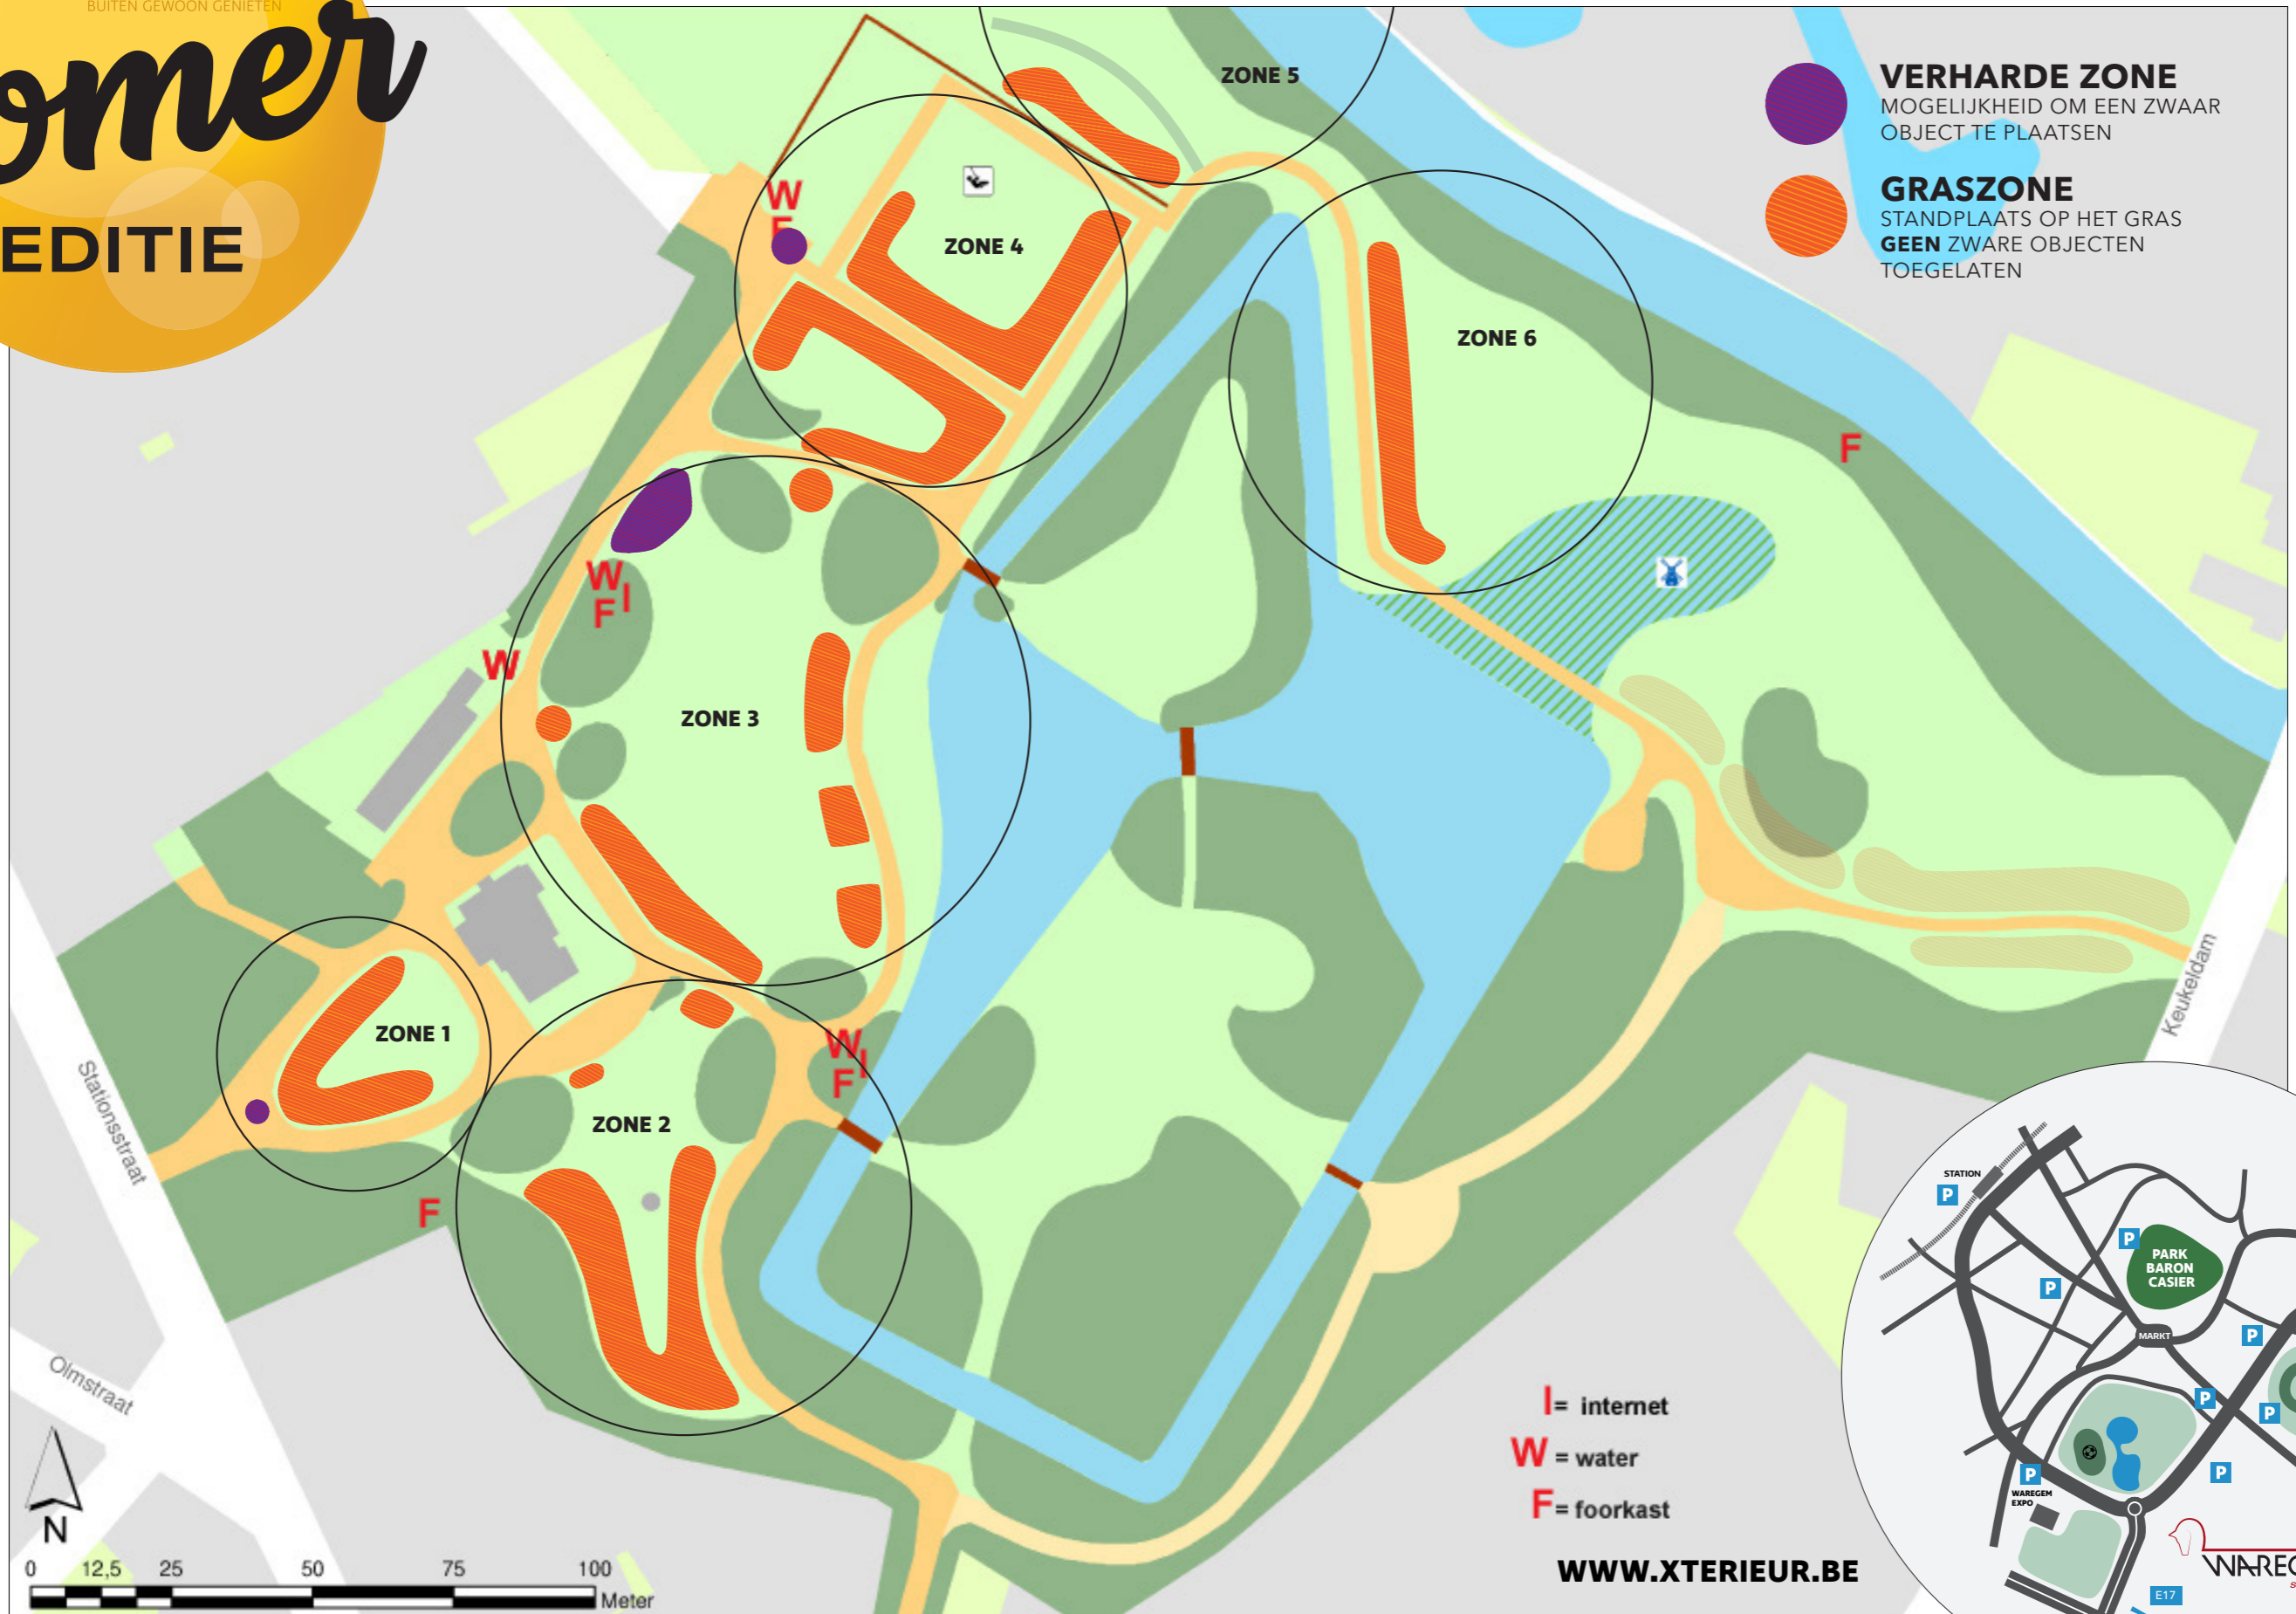 BUITEN GEWOON GENIETEN
omer
EDITIE
VERHARDE ZONE
MOGELIJKHEID OM EEN ZWAAR
OBJECT TE PLAATSEN
GRASZONE
STANDPLAATS OP HET GRAS
GEEN ZWARE OBJECTEN
TOEGELATEN
ZONE 5
W
F
ZONE 4
ZONE 6
F
W I
F
W
ZONE 3
ZONE 1
W I
F
ZONE 2
F
Keukeldam
Stationsstraat
Olmstraat
N
0 12,5 25 50 75 100
Meter
I = internet
W = water
F = foorkast
WWW.XTERIEUR.BE
STATION
P
P
PARK
BARON
CASIER
P
MARKT
P
P
P
P
P
WAREGEM
EXPO
WAREG
E17